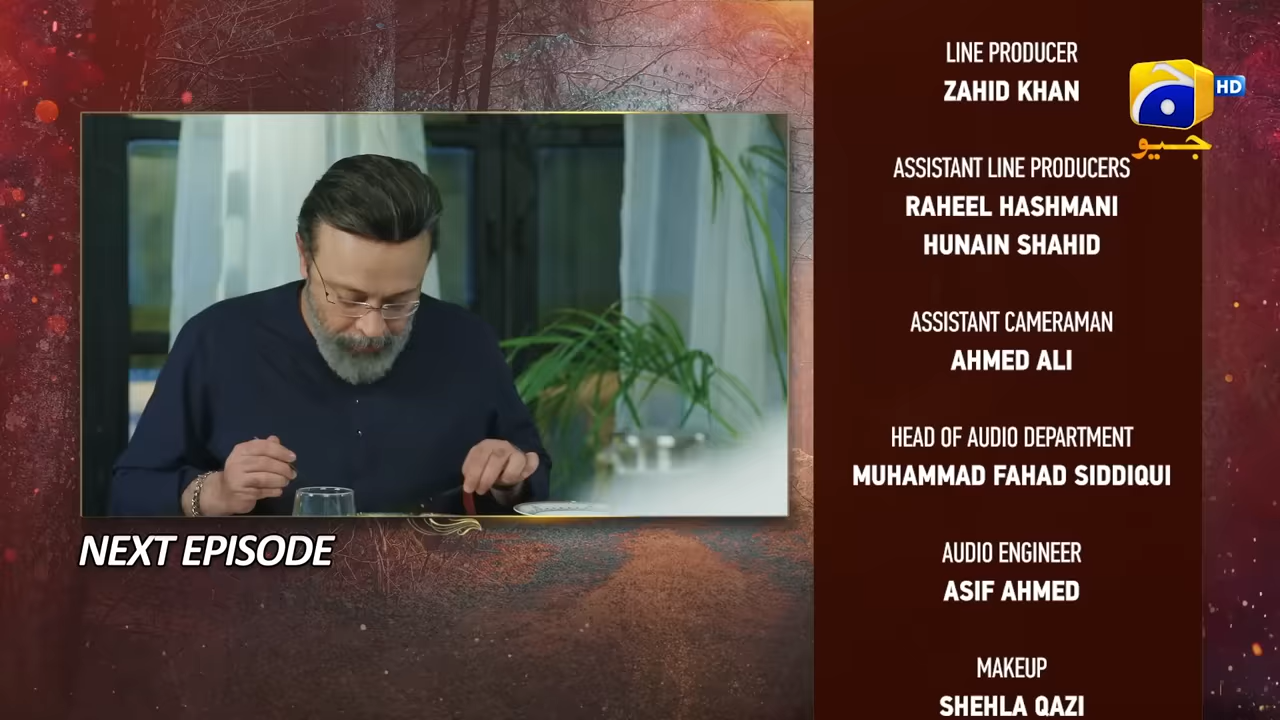 LINE PRODUCER
ZAHID KHAN
HD
جیو
ASSISTANT LINE PRODUCERS
RAHEEL HASHMANI
HUNAIN SHAHID
ASSISTANT CAMERAMAN
AHMED ALI
HEAD OF AUDIO DEPARTMENT
MUHAMMAD FAHAD SIDDIQUI
NEXT EPISODE
AUDIO ENGINEER
ASIF AHMED
MAKEUP
SHEHLA QAZI